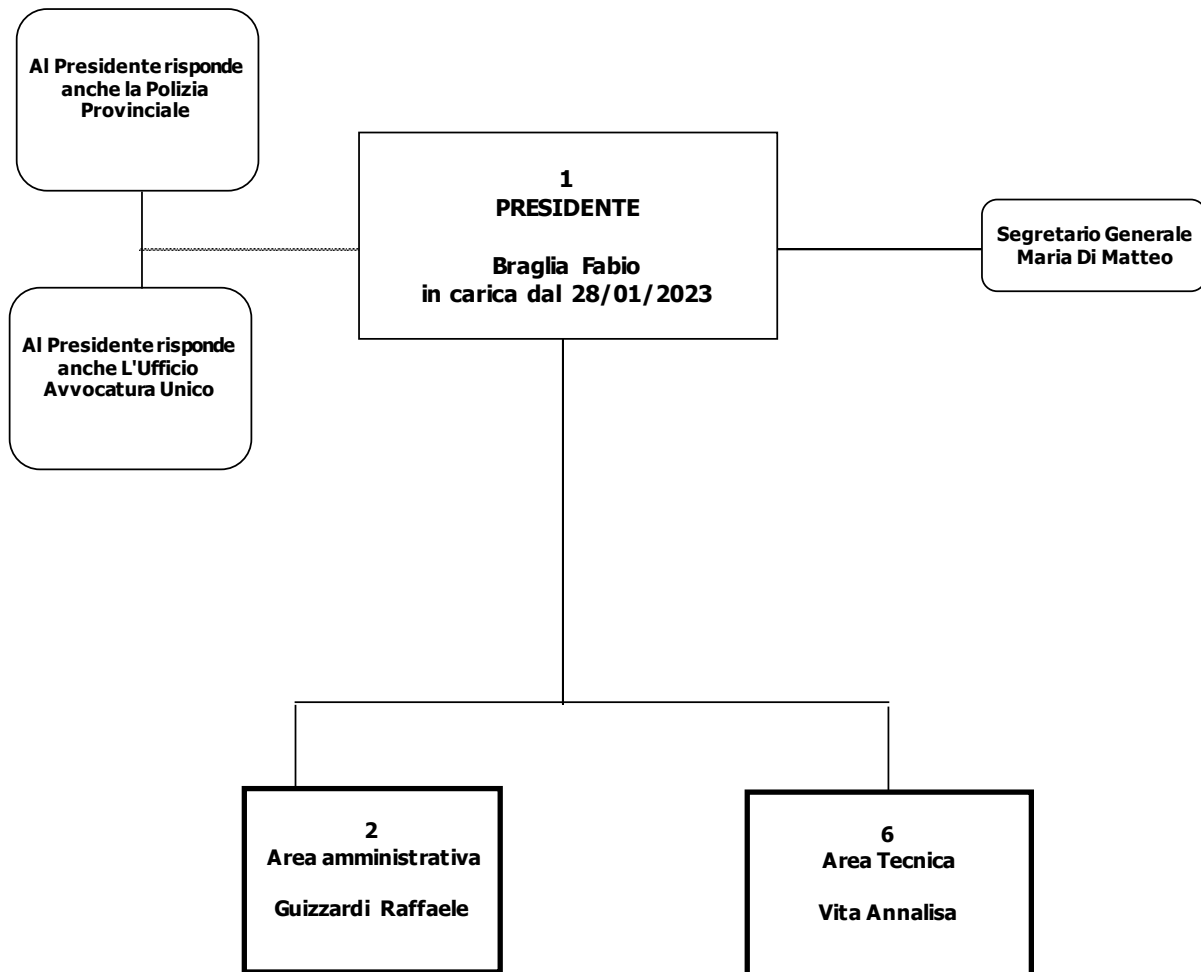 Al Presidente risponde
anche la Polizia
Provinciale
1
PRESIDENTE
Braglia Fabio
in carica dal 28/01/2023
Segretario Generale
Maria Di Matteo
Al Presidente risponde
anche L'Ufficio
Avvocatura Unico
2
Area amministrativa
Guizzardi Raffaele
6
Area Tecnica
Vita Annalisa